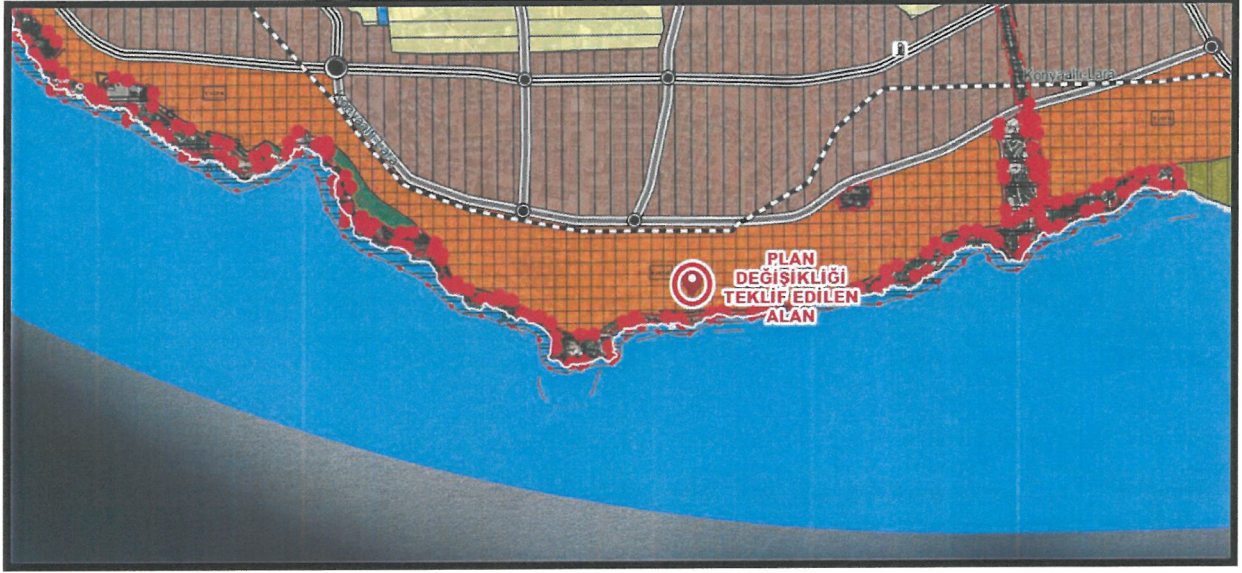 Konyaaltı-Lara
PLAN
DEĞİŞİKLİĞİ
TEKLİF EDİLEN
ALAN